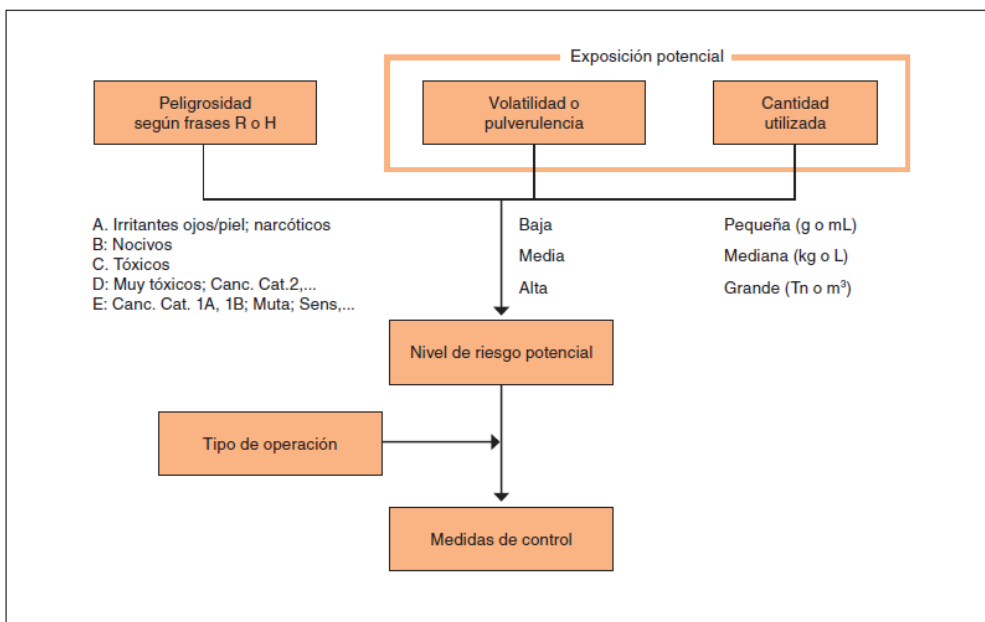 Exposición potencial
Peligrosidad
según frases R o H
Volatilidad o
pulverulencia
Cantidad
utilizada
A. Irritantes ojos/piel; narcóticos
B: Nocivos
C. Tóxicos
D: Muy tóxicos; Canc. Cat.2,...
E: Canc. Cat. 1A, 1B; Muta; Sens,...
Baja
Media
Alta
Pequeña (g o mL)
Mediana (kg o L)
Grande (Tn o m³)
Nivel de riesgo potencial
Tipo de operación
Medidas de control